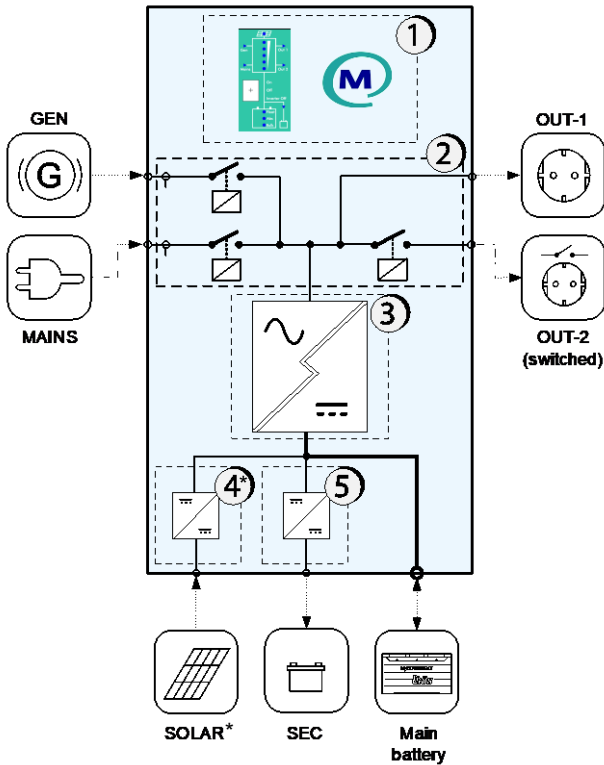 1
M
GEN
OUT-1
2
G
MAINS
3
OUT-2
(switched)
4*
5
SOLAR*
SEC
Main
battery